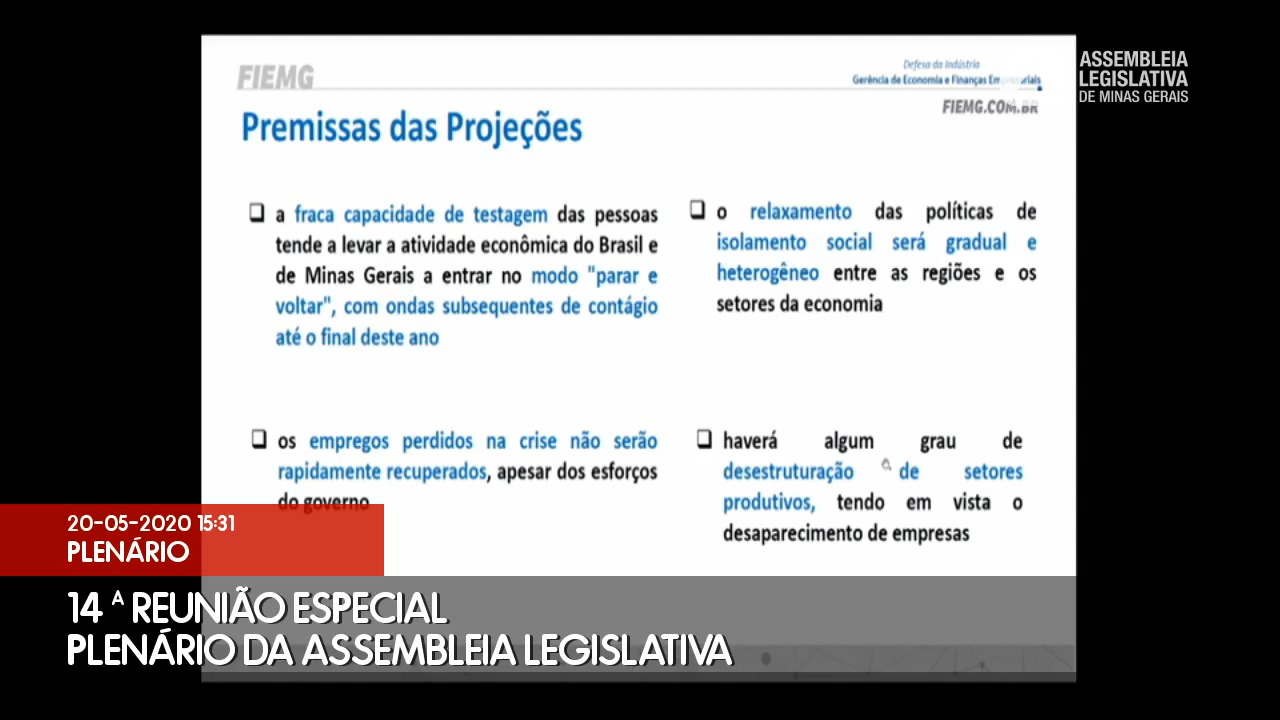 FIEMG
Defesa da Indústria
Gerência de Economia e Finanças Empresariais
FIEMG.COM.BR
ASSEMBLEIA
LEGISLATIVA
DE MINAS GERAIS
Premissas das Projeções
❑ a fraca capacidade de testagem das pessoas
tende a levar a atividade econômica do Brasil e
de Minas Gerais a entrar no modo "parar e
voltar", com ondas subsequentes de contágio
até o final deste ano
❑ o relaxamento das políticas de
isolamento social será gradual e
heterogêneo entre as regiões e os
setores da economia
❑ os empregos perdidos na crise não serão
rapidamente recuperados, apesar dos esforços
do governo
❑ haverá algum grau de
desestruturação de setores
produtivos, tendo em vista o
desaparecimento de empresas
20-05-2020 15:31
PLENÁRIO
14 ª REUNIÃO ESPECIAL
PLENÁRIO DA ASSEMBLEIA LEGISLATIVA